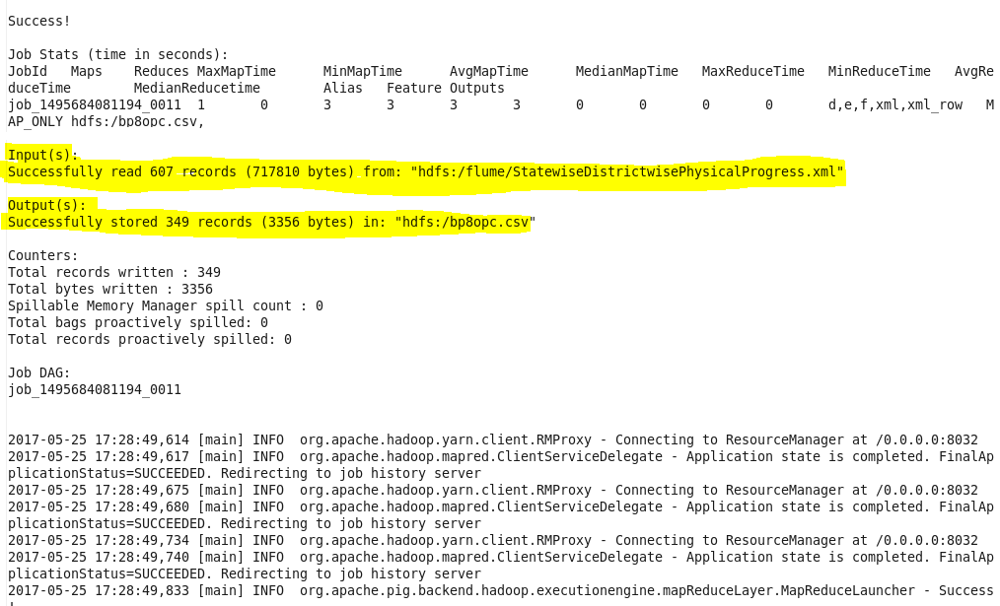 Success!
Job Stats (time in seconds):
JobId Maps Reduces MaxMapTime MinMapTime AvgMapTime MedianMapTime MaxReduceTime MinReduceTime AvgRe
duceTime MedianReducetime Alias Feature Outputs
job_1495684081194_0011 1 0 3 3 3 3 0 0 0 0 d,e,f,xml,xml_row M
AP_ONLY hdfs:/bp8opc.csv,
Input(s):
Successfully read 607 records (717810 bytes) from: "hdfs:/flume/StatewiseDistrictwisePhysicalProgress.xml"
Output(s):
Successfully stored 349 records (3356 bytes) in: "hdfs:/bp8opc.csv"
Counters:
Total records written : 349
Total bytes written : 3356
Spillable Memory Manager spill count : 0
Total bags proactively spilled: 0
Total records proactively spilled: 0
Job DAG:
job_1495684081194_0011
2017-05-25 17:28:49,614 [main] INFO org.apache.hadoop.yarn.client.RMProxy - Connecting to ResourceManager at /0.0.0.0:8032
2017-05-25 17:28:49,617 [main] INFO org.apache.hadoop.mapred.ClientServiceDelegate - Application state is completed. FinalAp
plicationStatus=SUCCEEDED. Redirecting to job history server
2017-05-25 17:28:49,675 [main] INFO org.apache.hadoop.yarn.client.RMProxy - Connecting to ResourceManager at /0.0.0.0:8032
2017-05-25 17:28:49,680 [main] INFO org.apache.hadoop.mapred.ClientServiceDelegate - Application state is completed. FinalAp
plicationStatus=SUCCEEDED. Redirecting to job history server
2017-05-25 17:28:49,734 [main] INFO org.apache.hadoop.yarn.client.RMProxy - Connecting to ResourceManager at /0.0.0.0:8032
2017-05-25 17:28:49,740 [main] INFO org.apache.hadoop.mapred.ClientServiceDelegate - Application state is completed. FinalAp
plicationStatus=SUCCEEDED. Redirecting to job history server
2017-05-25 17:28:49,833 [main] INFO org.apache.pig.backend.hadoop.executionengine.mapReduceLayer.MapReduceLauncher - Success